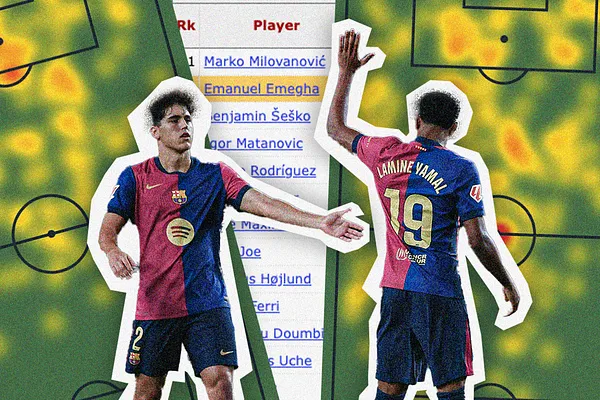 Rk Player
1 Marko Milovanović
Emanuel Emegha
Benjamin Šeško
gor Matanovic
Rodríguez
Joe
s Højlund
Ferri
u Doumbi
s Uche
LAMINE YAMAL
19
2